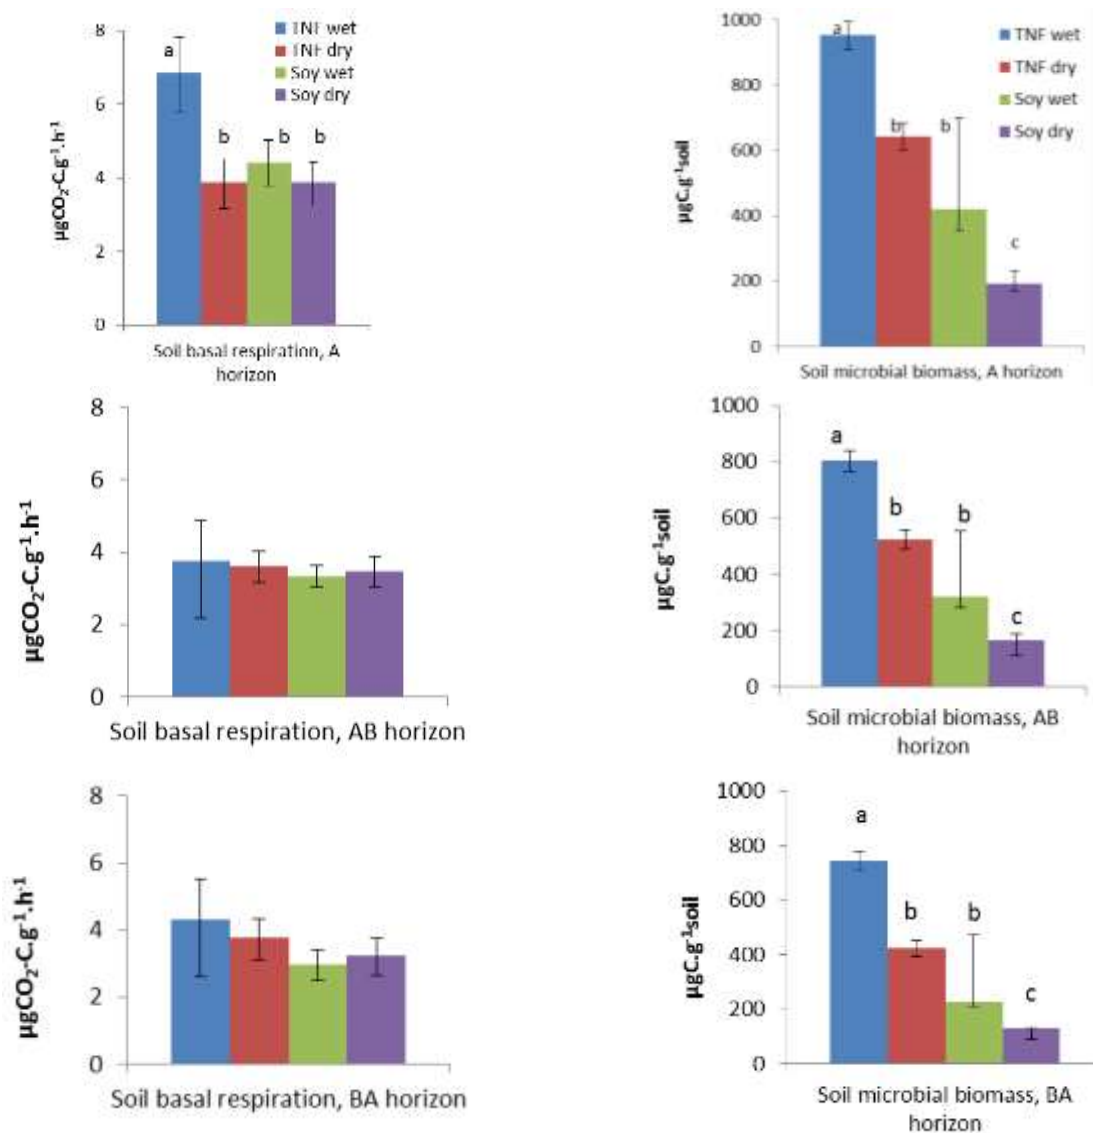 8
6
4
2
0
µgCO₂-C.g⁻¹.h⁻¹
a
b
b
b
TNF wet
TNF dry
Soy wet
Soy dry
Soil basal respiration, A
horizon
1000
800
600
400
200
0
µgC.g⁻¹soil
a
b
b
c
TNF wet
TNF dry
Soy wet
Soy dry
Soil microbial biomass, A horizon
8
6
4
2
0
µgCO₂-C.g⁻¹.h⁻¹
Soil basal respiration, AB horizon
1000
800
600
400
200
0
µgC.g⁻¹soil
a
b
b
c
Soil microbial biomass, AB
horizon
8
6
4
2
0
µgCO₂-C.g⁻¹.h⁻¹
Soil basal respiration, BA horizon
1000
800
600
400
200
0
µgC.g⁻¹soil
a
b
b
c
Soil microbial biomass, BA
horizon